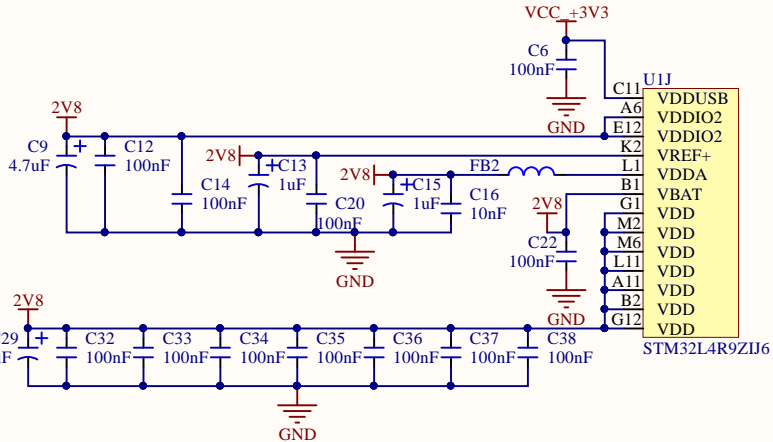 VCC_+3V3
C6
100nF
GND
U1J
C11 VDDUSB
A6 VDDIO2
E12 VDDIO2
K2 VREF+
L1 VDDA
B1 VBAT
G1 VDD
M2 VDD
M6 VDD
L11 VDD
A11 VDD
B2 VDD
G12 VDD
STM32L4R9ZIJ6
2V8
C9
4.7uF
C12
100nF
C14
100nF
2V8
C13
1uF
C20
100nF
2V8
C15
1uF
C16
10nF
FB2
GND
2V8
C22
100nF
GND
2V8
C32
100nF
C33
100nF
C34
100nF
C35
100nF
C36
100nF
C37
100nF
C38
100nF
GND